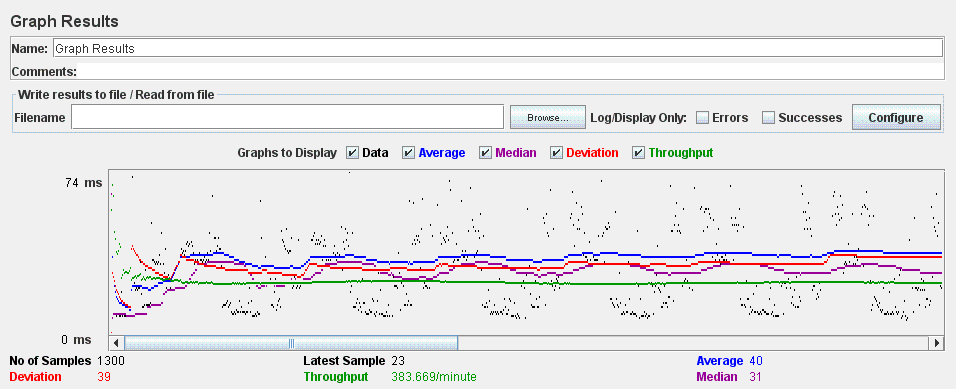 Graph Results
Name: Graph Results
Comments:
Write results to file / Read from file
Filename Browse... Log/Display Only: Errors Successes Configure
Graphs to Display Data Average Median Deviation Throughput
74 ms
0 ms
No of Samples 1300 Latest Sample 23 Average 40
Deviation 39 Throughput 383.669/minute Median 31